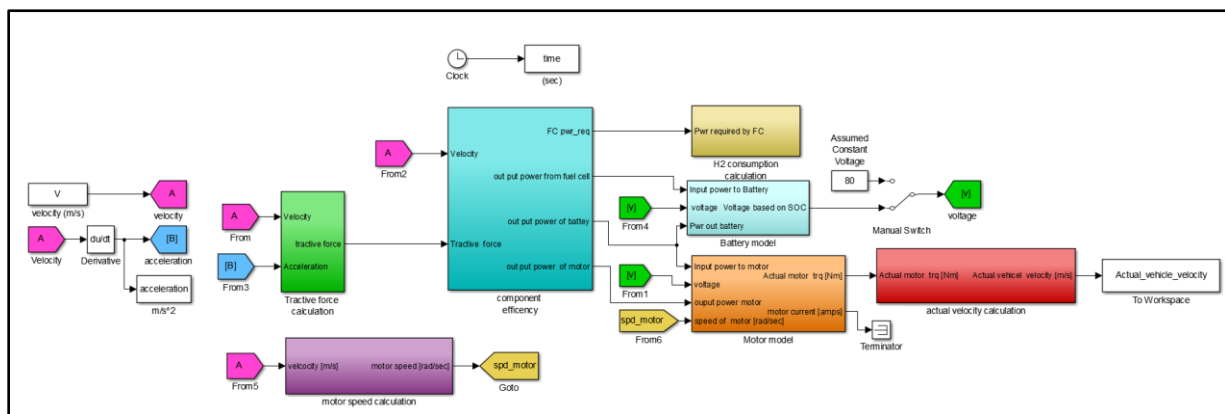 Clock
time
(sec)
V
velocity (m/s)
A
velocity
A
Velocity
du/dt
Derivative
[B]
acceleration
acceleration
m/s^2
A
From
[B]
From3
Velocity
tractive force
Acceleration
Tractive force
calculation
A
From2
Velocity
Tractive force
FC pwr_req
out put power from fuel cell
out put power of battey
out put power of motor
component
efficency
Pwr required by FC
H2 consumption
calculation
[V]
From4
Input power to Battery
voltage
Voltage based on SOC
Pwr out battery
Battery model
Assumed
Constant
Voltage
80
Manual Switch
[V]
voltage
[V]
From1
spd_motor
From6
Input power to motor
voltage
ouput power motor
speed of motor [rad/sec]
Actual motor trq [Nm]
motor current [amps]
Motor model
Terminator
Actual motor trq [Nm]
Actual vehicel velocity [m/s]
actual velocity calculation
Actual_vehicle_velocity
To Workspace
A
From5
velcocity [m/s]
motor speed [rad/sec]
motor speed calculation
spd_motor
Goto